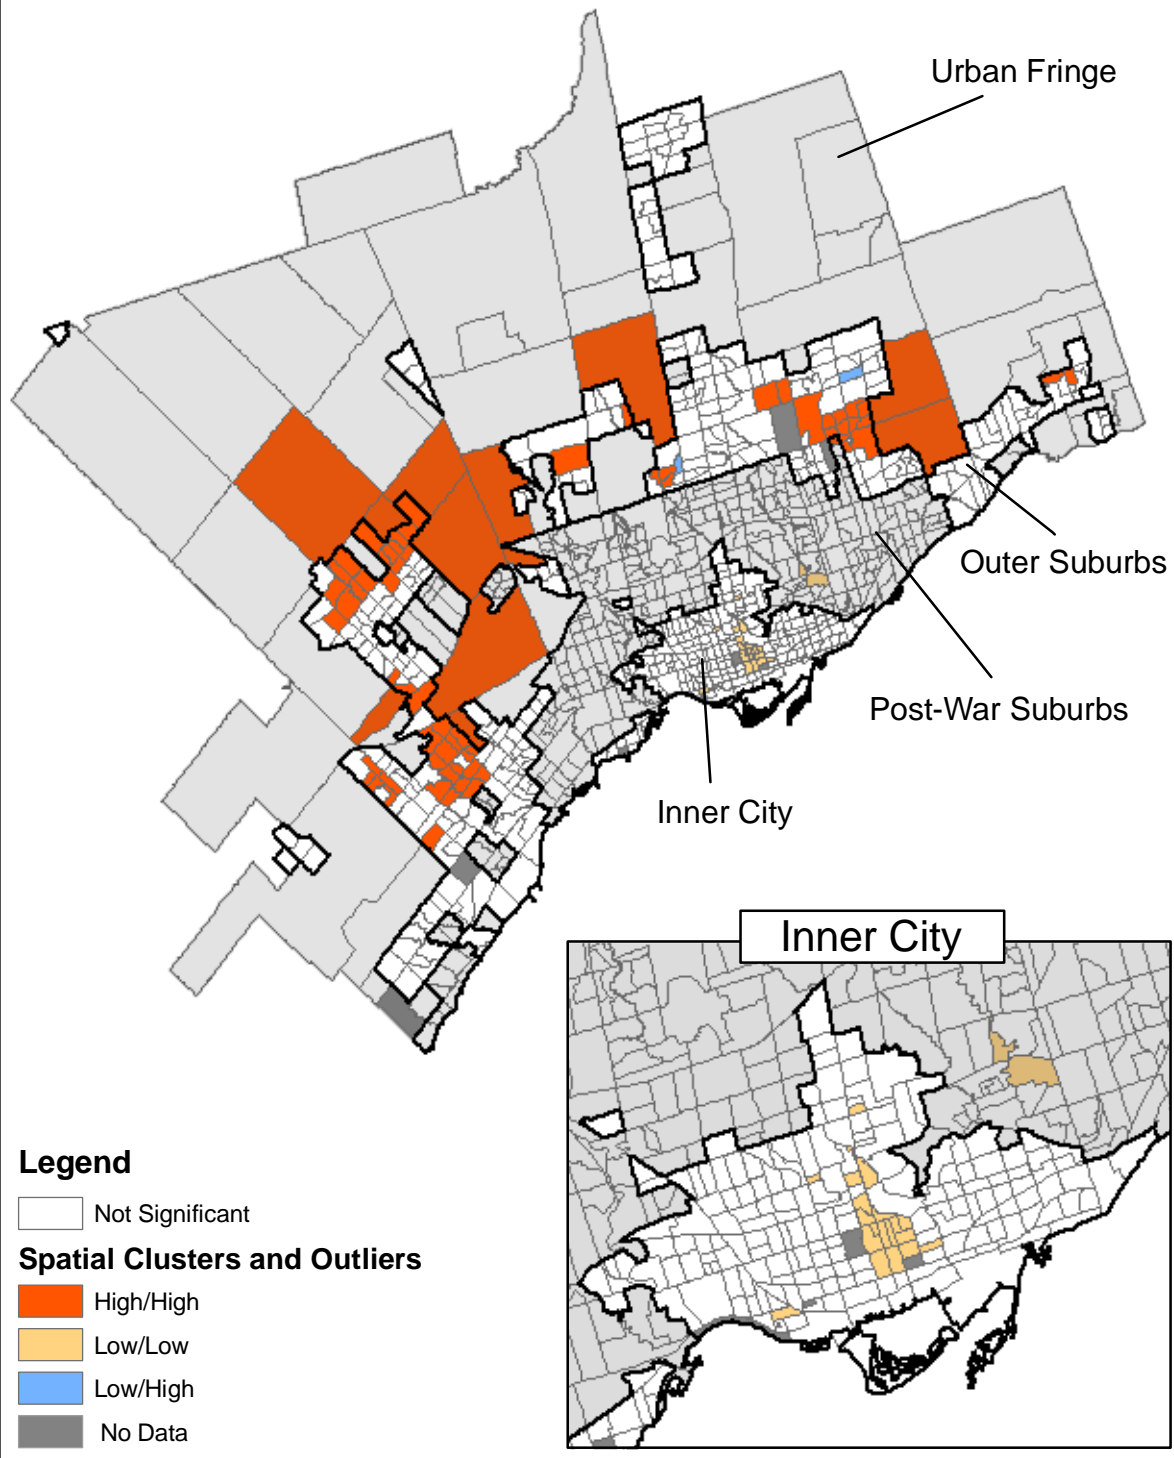 Urban Fringe
Outer Suburbs
Post-War Suburbs
Inner City
Inner City
Legend
Not Significant
Spatial Clusters and Outliers
High/High
Low/Low
Low/High
No Data